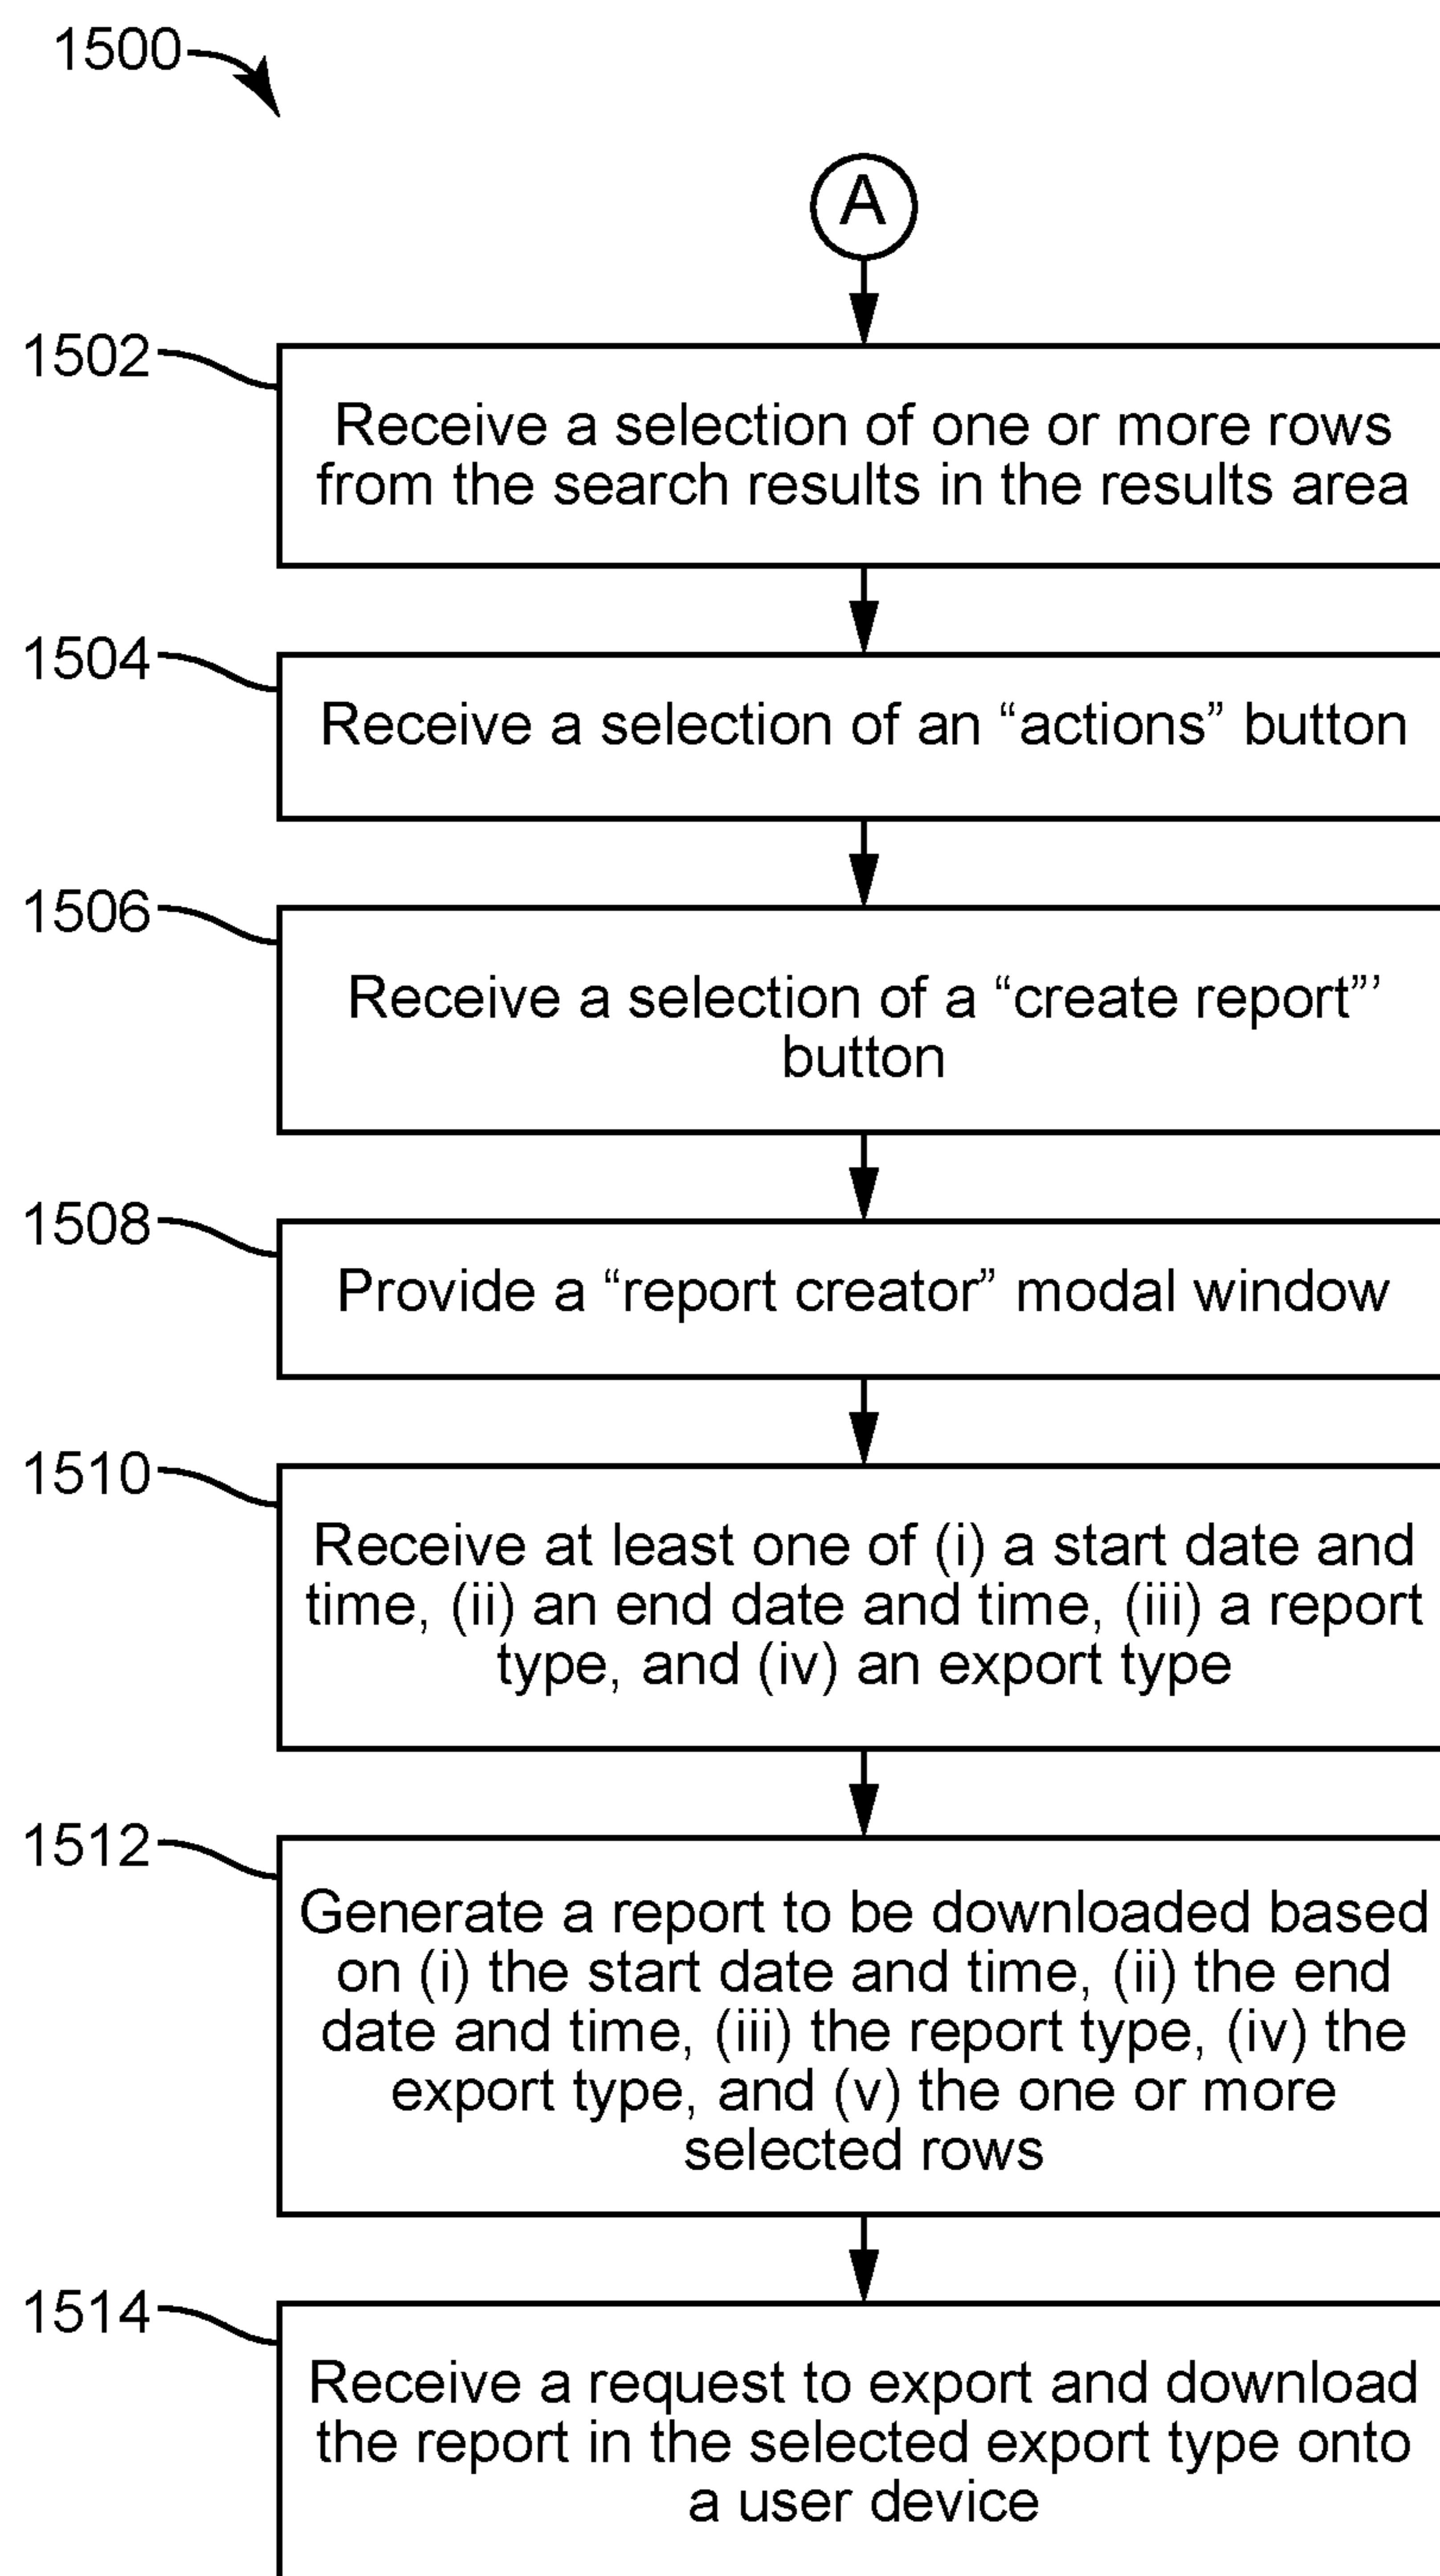 1500
A
1502
Receive a selection of one or more rows
from the search results in the results area
1504
Receive a selection of an “actions” button
1506
Receive a selection of a “create report”’
button
1508
Provide a “report creator” modal window
1510
Receive at least one of (i) a start date and
time, (ii) an end date and time, (iii) a report
type, and (iv) an export type
1512
Generate a report to be downloaded based
on (i) the start date and time, (ii) the end
date and time, (iii) the report type, (iv) the
export type, and (v) the one or more
selected rows
1514
Receive a request to export and download
the report in the selected export type onto
a user device